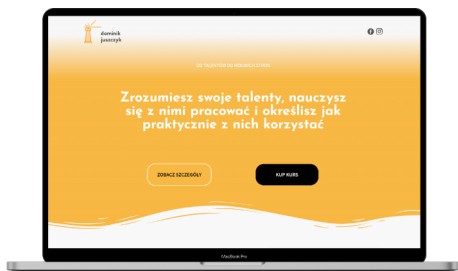 dominik
juszczyk
Zrozumiesz swoje talenty, nauczysz
się z nimi pracować i określisz jak
praktycznie z nich korzystać
ZOBACZ SZCZEGÓŁY
KUP KURS
MacBook Pro